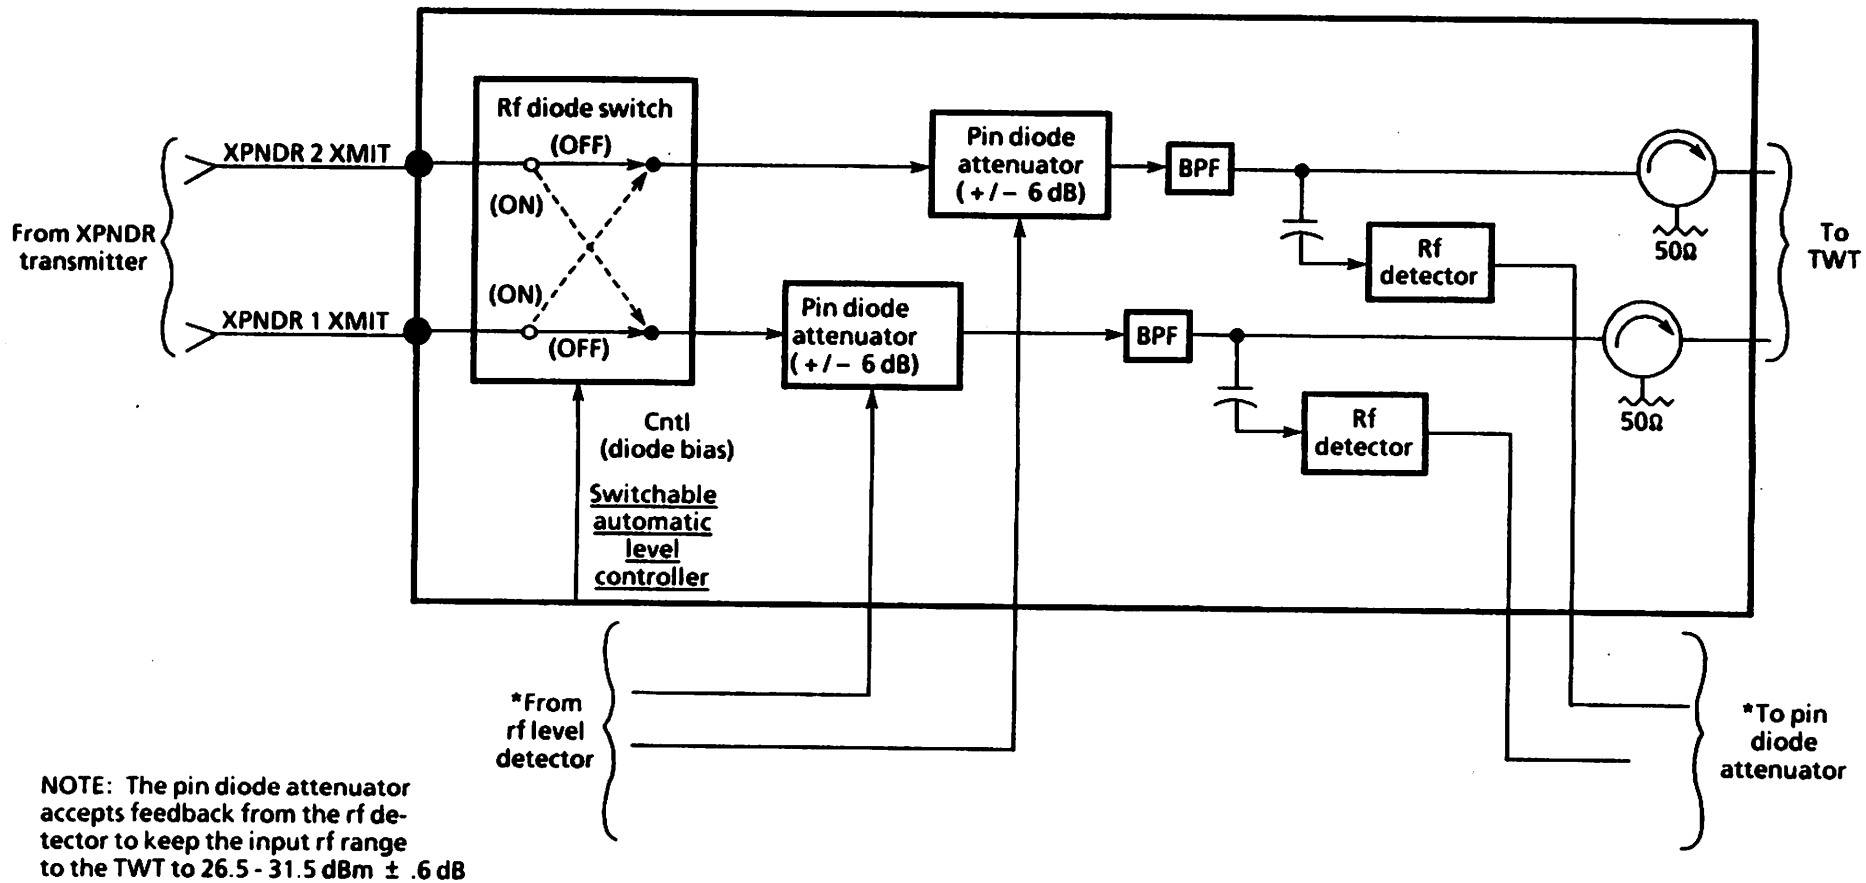 Rf diode switch
(OFF)
(ON)
(ON)
(OFF)
XPNDR 2 XMIT
XPNDR 1 XMIT
From XPNDR
transmitter
Pin diode
attenuator
(+/– 6 dB)
Pin diode
attenuator
(+/– 6 dB)
BPF
BPF
Rf
detector
Rf
detector
50Ω
50Ω
To
TWT
Cntl
(diode bias)
Switchable
automatic
level
controller
*From
rf level
detector
*To pin
diode
attenuator
NOTE: The pin diode attenuator
accepts feedback from the rf de-
tector to keep the input rf range
to the TWT to 26.5 - 31.5 dBm ± .6 dB